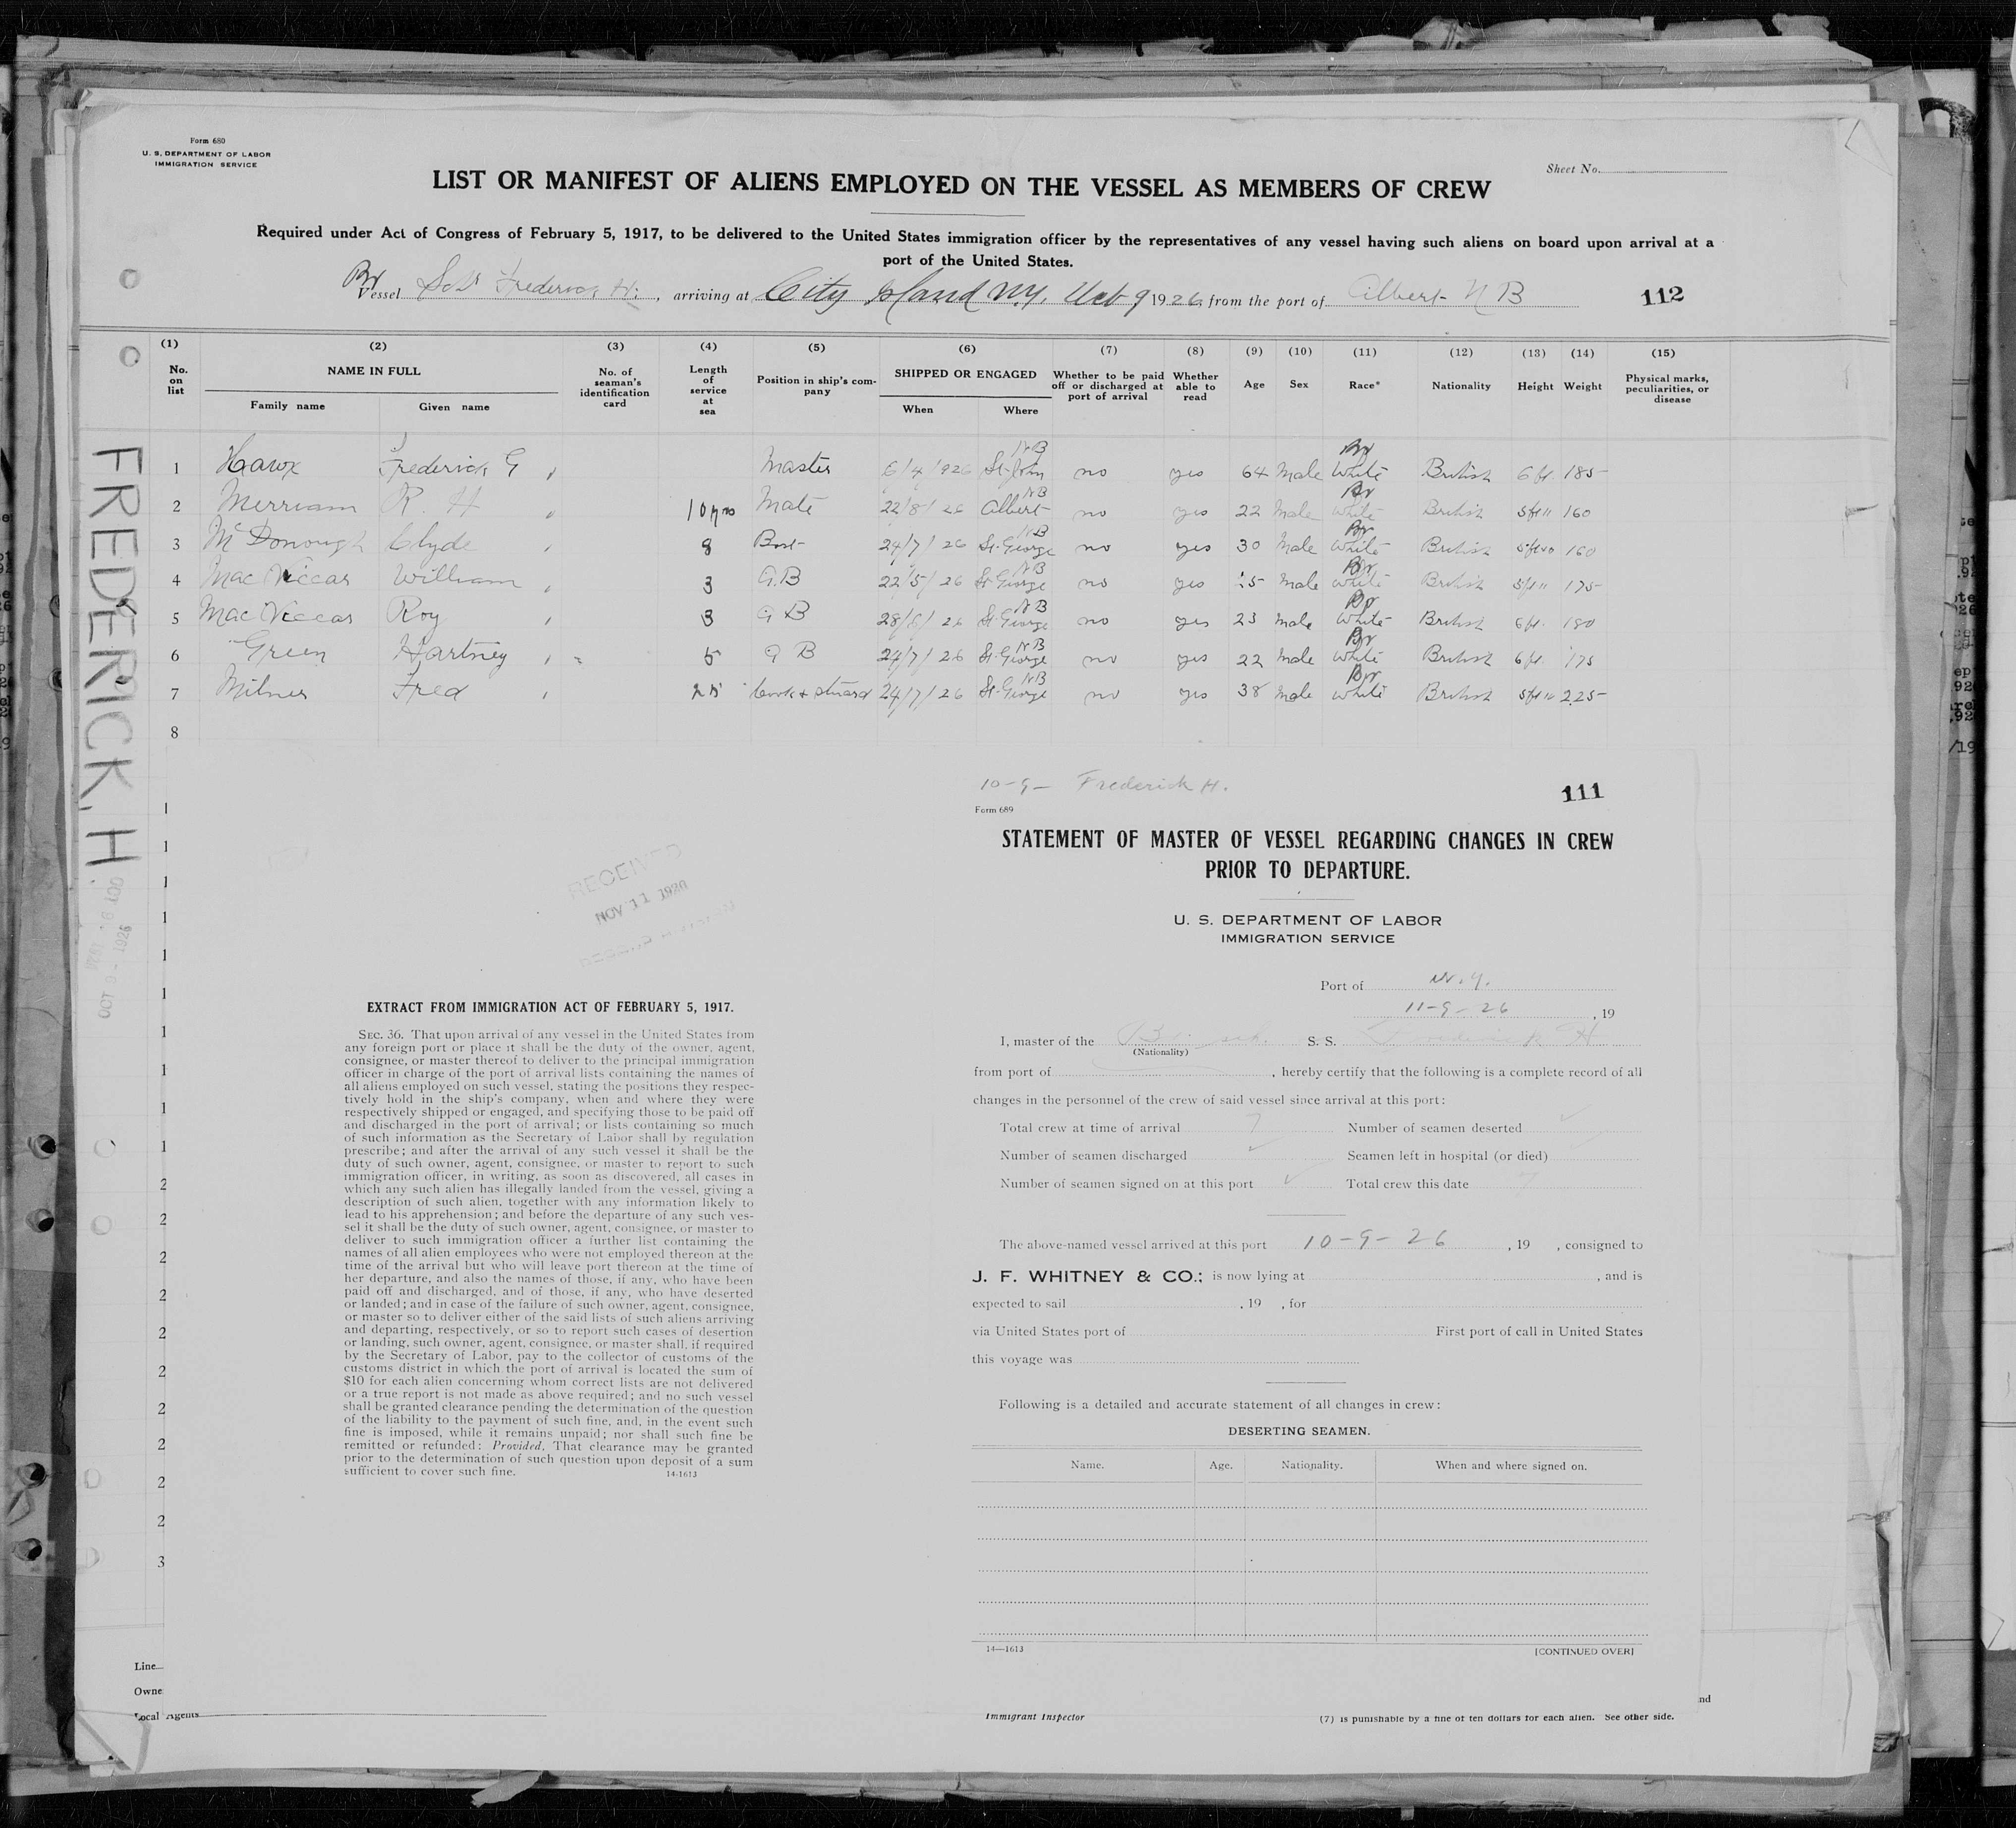 Form 680
U. S. DEPARTMENT OF LABOR
IMMIGRATION SERVICE
Sheet No.
LIST OR MANIFEST OF ALIENS EMPLOYED ON THE VESSEL AS MEMBERS OF CREW
Required under Act of Congress of February 5, 1917, to be delivered to the United States immigration officer by the representatives of any vessel having such aliens on board upon arrival at a
port of the United States.
Br
Vessel Sch Frederick H. , arriving at City Island N.Y. Oct 9 1926, from the port of Albert N B 112
(1) (2) (3) (4) (5) (6) (7) (8) (9) (10) (11) (12) (13) (14) (15)
No. on list NAME IN FULL Family name Given name No. of seaman's identification card Length of service at sea Position in ship's company SHIPPED OR ENGAGED When Where Whether to be paid off or discharged at port of arrival Whether able to read Age Sex Race* Nationality Height Weight Physical marks, peculiarities, or disease
1 Frederick G Master 6/4/926 St John NB no yes 64 male Br White British 6 ft. 185
2 Merriam R. H 10 Mate 22/8/26 Albert NB no yes 22 male Br White British 5ft 11 160
3 McDonough Clyde 8 24/7/26 St. George NB no yes 30 male Br White British 160
4 MacViccar William 3 A.B 22/5/26 St George NB no yes 25 male Br White British 5ft 11 175
5 MacViccar Roy 3 A B 28/6/26 St. George NB no yes 23 male Br White British 6 ft. 180
6 Green Hartney 5 A B 24/7/26 St. George NB no yes 22 male Br White British 6 ft. 175
7 Milner Fred 25 Cook & Stuard 24/7/26 St. George NB no yes 38 male Br White British 225
8
FREDERICK, H.
OCT 9 - 1926
10-9- Frederick H.
111
Form 689
STATEMENT OF MASTER OF VESSEL REGARDING CHANGES IN CREW
PRIOR TO DEPARTURE.
U. S. DEPARTMENT OF LABOR
IMMIGRATION SERVICE
Port of N.Y.
11-9-26 , 19
I, master of the Br. sch. S. S. Frederick H
(Nationality)
from port of , hereby certify that the following is a complete record of all
changes in the personnel of the crew of said vessel since arrival at this port:
Total crew at time of arrival 7 Number of seamen deserted ✓
Number of seamen discharged ✓ Seamen left in hospital (or died) ✓
Number of seamen signed on at this port ✓ Total crew this date 7
The above-named vessel arrived at this port 10-9-26 , 19 , consigned to
J. F. WHITNEY & CO.; is now lying at , and is
expected to sail , 19 , for
via United States port of First port of call in United States
this voyage was
Following is a detailed and accurate statement of all changes in crew:
DESERTING SEAMEN.
Name. Age. Nationality. When and where signed on.
14—1613 [CONTINUED OVER]
RECEIVED
NOV 11 1926
EXTRACT FROM IMMIGRATION ACT OF FEBRUARY 5, 1917.
SEC. 36. That upon arrival of any vessel in the United States from
any foreign port or place it shall be the duty of the owner, agent,
consignee, or master thereof to deliver to the principal immigration
officer in charge of the port of arrival lists containing the names of
all aliens employed on such vessel, stating the positions they respec-
tively hold in the ship's company, when and where they were
respectively shipped or engaged, and specifying those to be paid off
and discharged in the port of arrival; or lists containing so much
of such information as the Secretary of Labor shall by regulation
prescribe; and after the arrival of any such vessel it shall be the
duty of such owner, agent, consignee, or master to report to such
immigration officer, in writing, as soon as discovered, all cases in
which any such alien has illegally landed from the vessel, giving a
description of such alien, together with any information likely to
lead to his apprehension; and before the departure of any such ves-
sel it shall be the duty of such owner, agent, consignee, or master to
deliver to such immigration officer a further list containing the
names of all alien employees who were not employed thereon at the
time of the arrival but who will leave port thereon at the time of
her departure, and also the names of those, if any, who have been
paid off and discharged, and of those, if any, who have deserted
or landed; and in case of the failure of such owner, agent, consignee,
or master so to deliver either of the said lists of such aliens arriving
and departing, respectively, or so to report such cases of desertion
or landing, such owner, agent, consignee, or master shall, if required
by the Secretary of Labor, pay to the collector of customs of the
customs district in which the port of arrival is located the sum of
$10 for each alien concerning whom correct lists are not delivered
or a true report is not made as above required; and no such vessel
shall be granted clearance pending the determination of the question
of the liability to the payment of such fine, and, in the event such
fine is imposed, while it remains unpaid; nor shall such fine be
remitted or refunded: Provided, That clearance may be granted
prior to the determination of such question upon deposit of a sum
sufficient to cover such fine. 14-1613
Line
Owne
Local Agents
Immigrant Inspector
(7) is punishable by a fine of ten dollars for each alien. See other side.